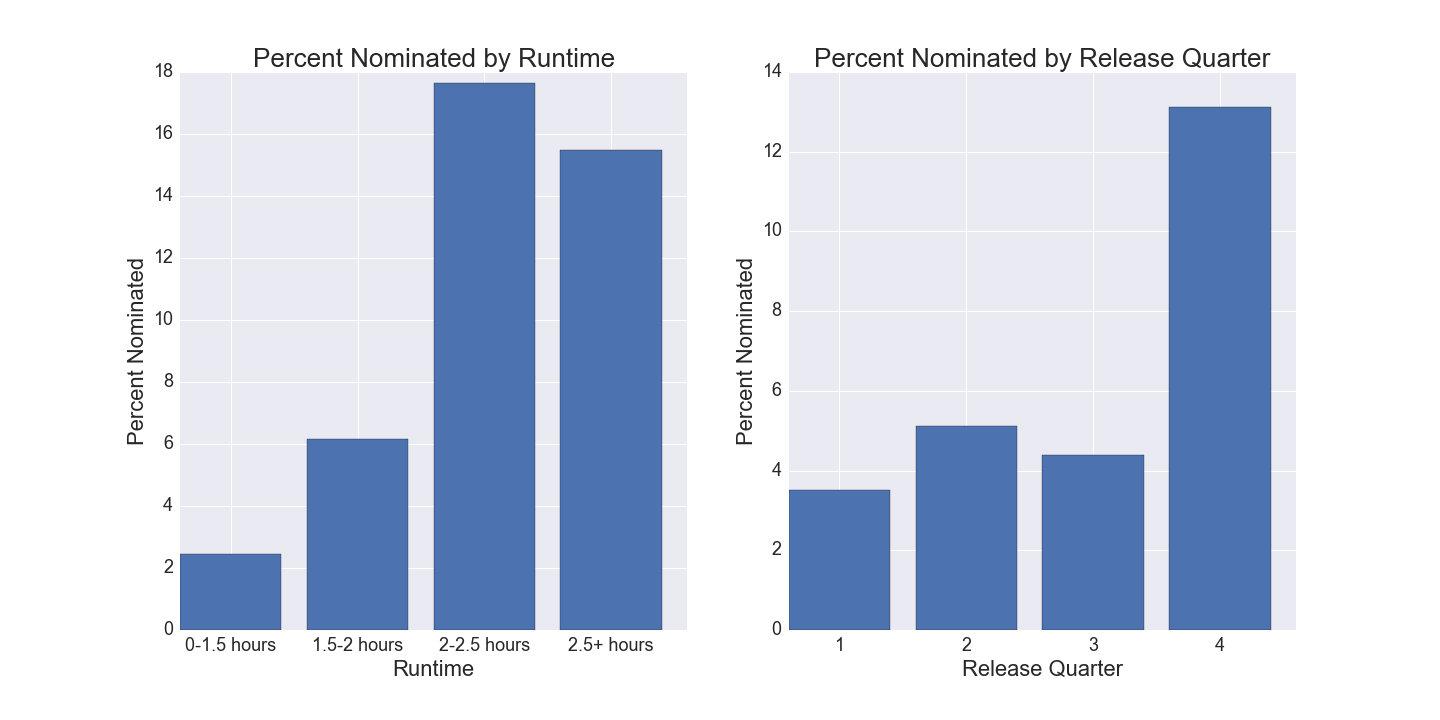 Percent Nominated by Runtime
18
16
14
12
10
8
6
4
2
0
Percent Nominated
0-1.5 hours 1.5-2 hours 2-2.5 hours 2.5+ hours
Runtime
Percent Nominated by Release Quarter
14
12
10
8
6
4
2
0
Percent Nominated
1 2 3 4
Release Quarter